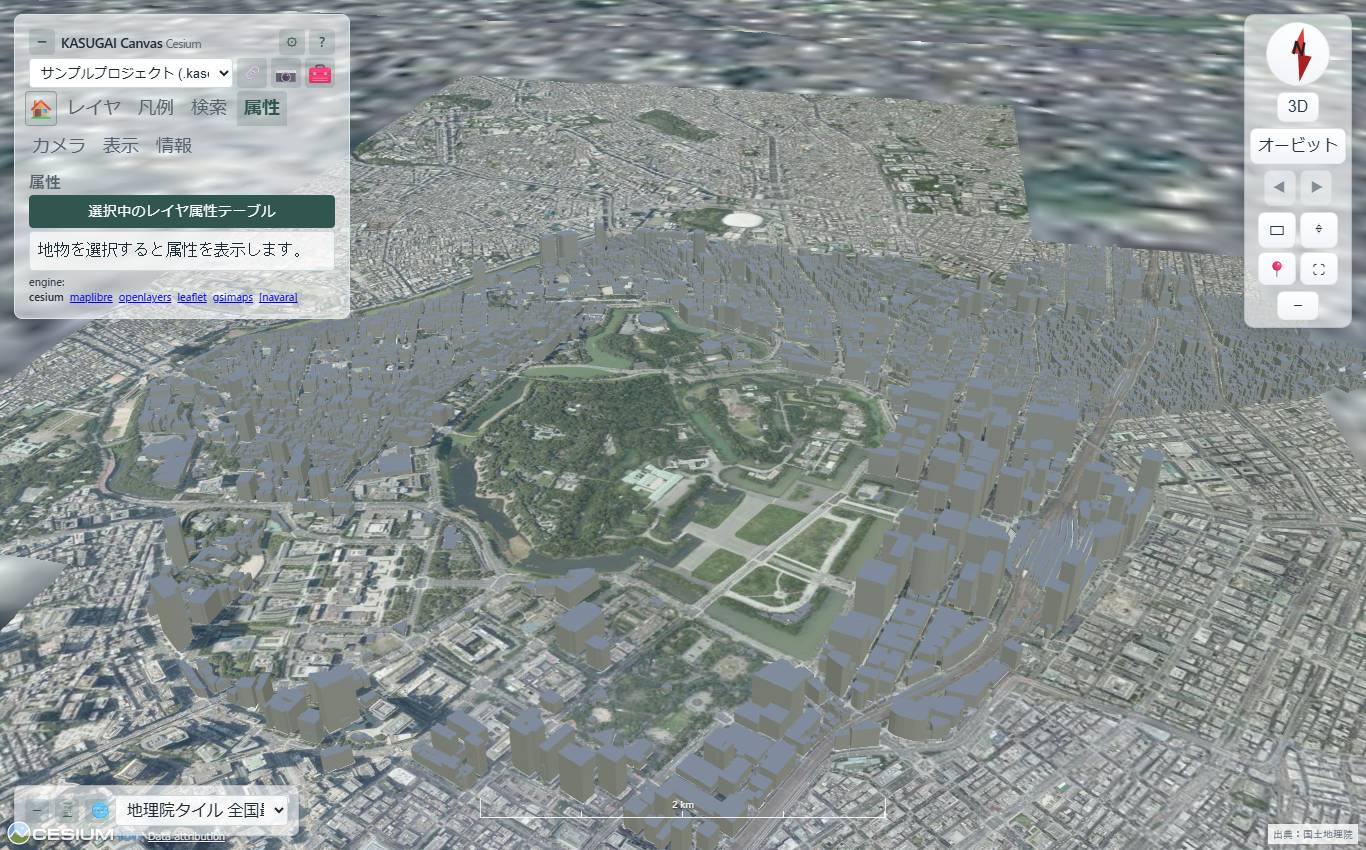 − KASUGAI Canvas Cesium ⚙ ?
サンプルプロジェクト (.kas
レイヤ 凡例 検索 属性
カメラ 表示 情報
属性
選択中のレイヤ属性テーブル
地物を選択すると属性を表示します。
engine:
cesium maplibre openlayers leaflet gsimaps [navara]
N
3D
オービット
◀ ▶
−
2 km
地理院タイル 全国
CESIUM ion Data attribution
出典：国土地理院